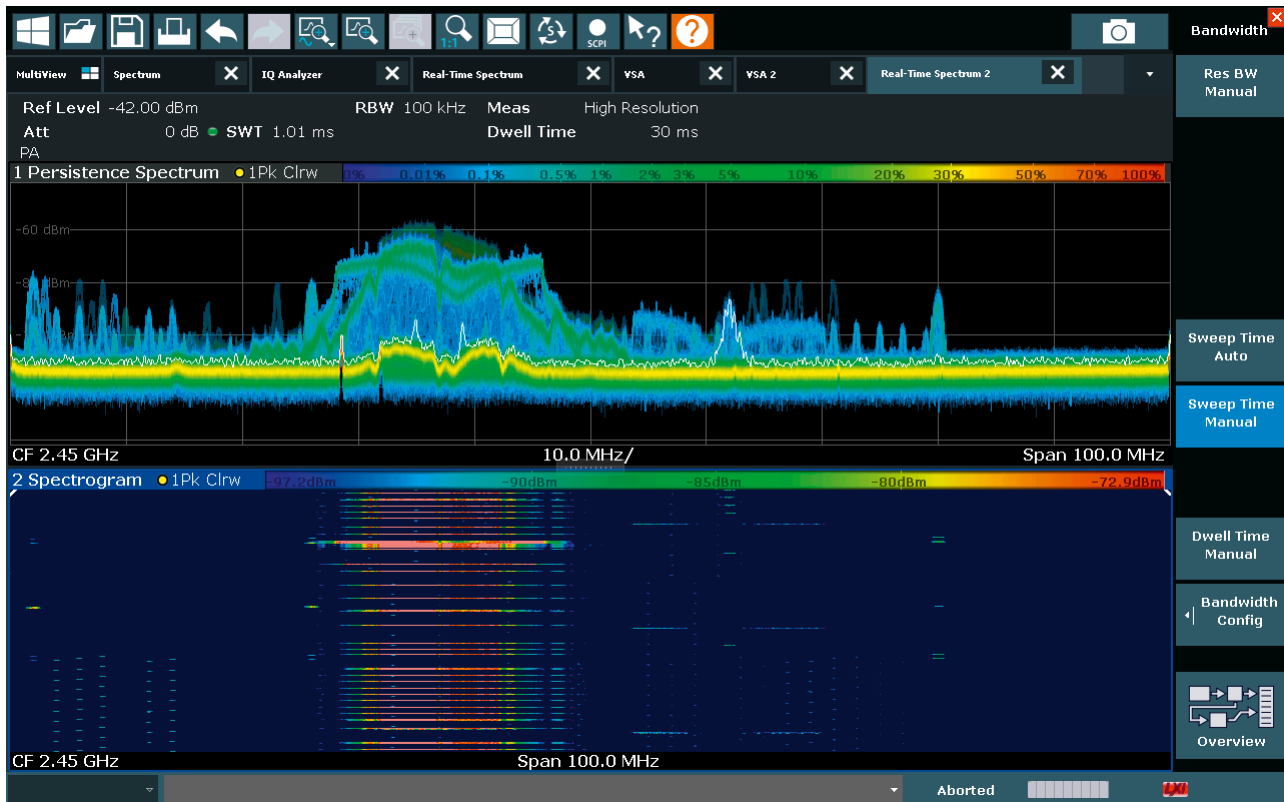 1:1
SCPI
?
?
Bandwidth
MultiView
Spectrum
IQ Analyzer
Real-Time Spectrum
VSA
VSA 2
Real-Time Spectrum 2
Res BW
Manual
Ref Level -42.00 dBm RBW 100 kHz Meas High Resolution
Att 0 dB SWT 1.01 ms Dwell Time 30 ms
PA
1 Persistence Spectrum 1Pk Clrw 0% 0.01% 0.1% 0.5% 1% 2% 3% 5% 10% 20% 30% 50% 70% 100%
-60 dBm
Sweep Time
Auto
Sweep Time
Manual
CF 2.45 GHz 10.0 MHz/ Span 100.0 MHz
2 Spectrogram 1Pk Clrw -97.2dBm -90dBm -85dBm -80dBm -72.9dBm
Dwell Time
Manual
Bandwidth
Config
Overview
CF 2.45 GHz Span 100.0 MHz
Aborted
LXI